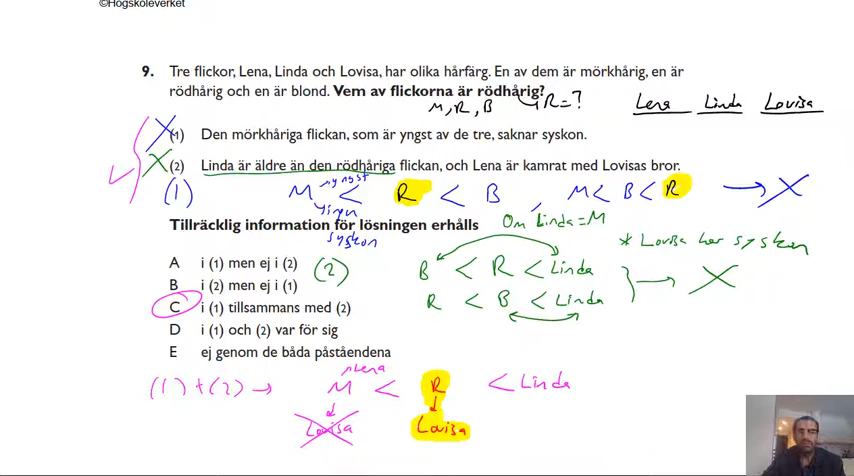 ©Högskoleverket
9. Tre flickor, Lena, Linda och Lovisa, har olika hårfärg. En av dem är mörkhårig, en är
rödhårig och en är blond. Vem av flickorna är rödhårig?
M, R, B
R = ?
Lena Linda Lovisa
(1) Den mörkhåriga flickan, som är yngst av de tre, saknar syskon.
(2) Linda är äldre än den rödhåriga flickan, och Lena är kamrat med Lovisas bror.
(1) M < R < B , M < B < R → X
yngst
ingen
syskon
Tillräcklig information för lösningen erhålls
Om Linda = M
* Lovisa har syskon
A i (1) men ej i (2)
(2) B < R < Linda
B i (2) men ej i (1)
R < B < Linda → X
C i (1) tillsammans med (2)
D i (1) och (2) var för sig
E ej genom de båda påståendena
Lena
(1) + (2) → M < R < Linda
Lovisa Lovisa